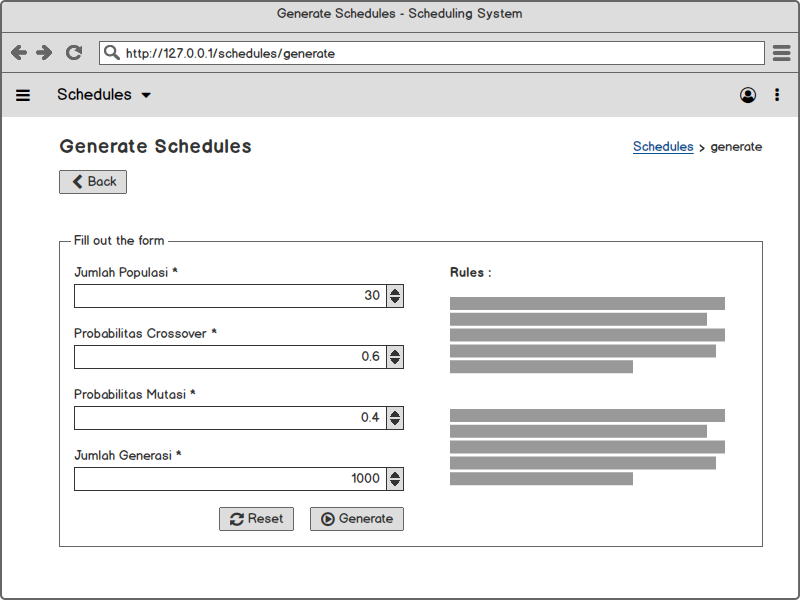 Generate Schedules - Scheduling System
http://127.0.0.1/schedules/generate
Schedules
Generate Schedules
Schedules > generate
Back
Fill out the form
Jumlah Populasi *
30
Probabilitas Crossover *
0.6
Probabilitas Mutasi *
0.4
Jumlah Generasi *
1000
Reset
Generate
Rules :